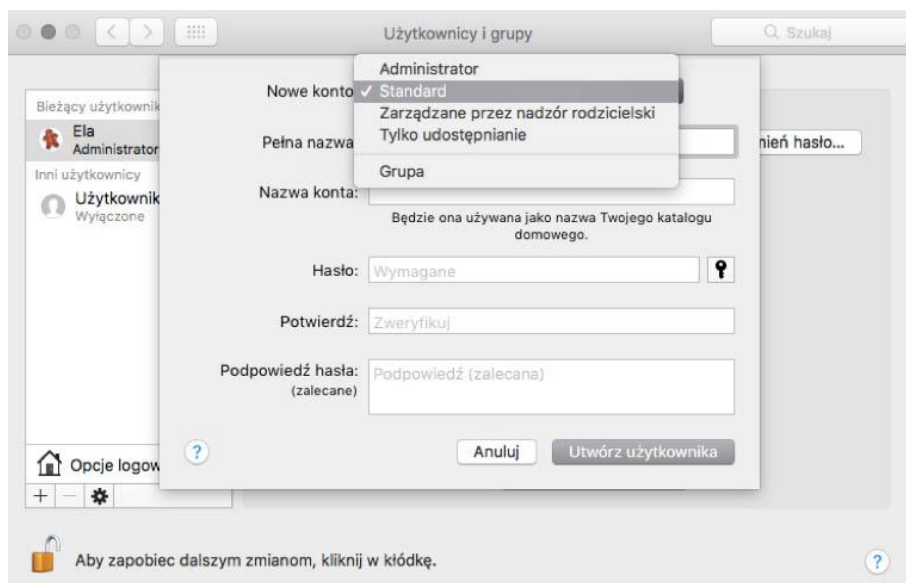 Użytkownicy i grupy
Szukaj
Bieżący użytkownik
Ela
Administrator
Inni użytkownicy
Użytkownik
Wyłączone
Opcje logow
Nowe konto
Administrator
✓ Standard
Zarządzane przez nadzór rodzicielski
Tylko udostępnianie
Grupa
Pełna nazwa
nień hasło...
Nazwa konta:
Będzie ona używana jako nazwa Twojego katalogu
domowego.
Hasło: Wymagane
Potwierdź: Zweryfikuj
Podpowiedź hasła: Podpowiedź (zalecana)
(zalecane)
? Anuluj Utwórz użytkownika
Aby zapobiec dalszym zmianom, kliknij w kłódkę. ?